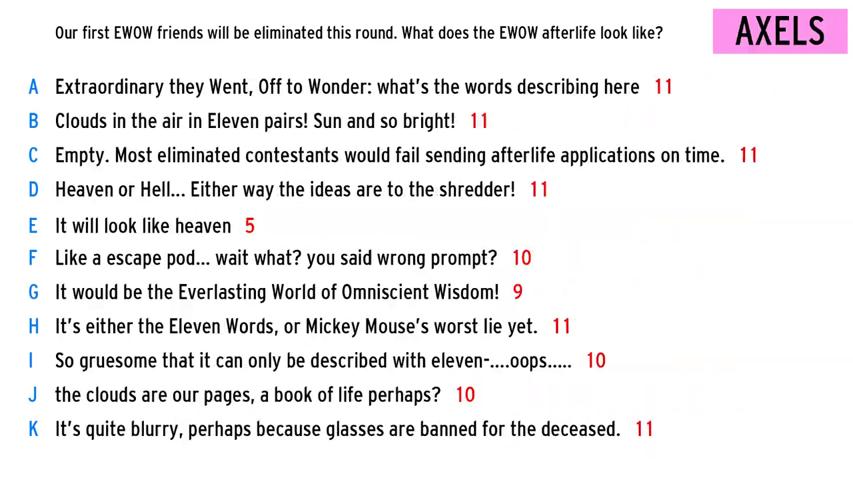 Our first EWOW friends will be eliminated this round. What does the EWOW afterlife look like?
AXELS
A Extraordinary they Went, Off to Wonder: what's the words describing here 11
B Clouds in the air in Eleven pairs! Sun and so bright! 11
C Empty. Most eliminated contestants would fail sending afterlife applications on time. 11
D Heaven or Hell... Either way the ideas are to the shredder! 11
E It will look like heaven 5
F Like a escape pod... wait what? you said wrong prompt? 10
G It would be the Everlasting World of Omniscient Wisdom! 9
H It's either the Eleven Words, or Mickey Mouse's worst lie yet. 11
I So gruesome that it can only be described with eleven-....oops..... 10
J the clouds are our pages, a book of life perhaps? 10
K It's quite blurry, perhaps because glasses are banned for the deceased. 11